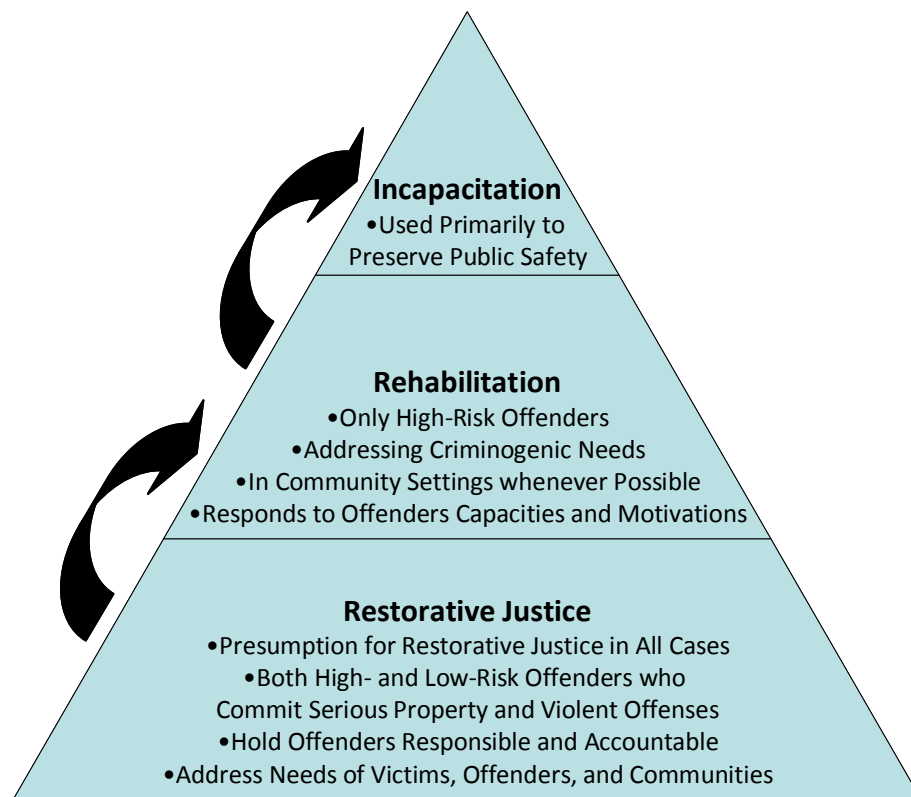 Incapacitation
•Used Primarily to
Preserve Public Safety
Rehabilitation
•Only High-Risk Offenders
•Addressing Criminogenic Needs
•In Community Settings whenever Possible
•Responds to Offenders Capacities and Motivations
Restorative Justice
•Presumption for Restorative Justice in All Cases
•Both High- and Low-Risk Offenders who
Commit Serious Property and Violent Offenses
•Hold Offenders Responsible and Accountable
•Address Needs of Victims, Offenders, and Communities